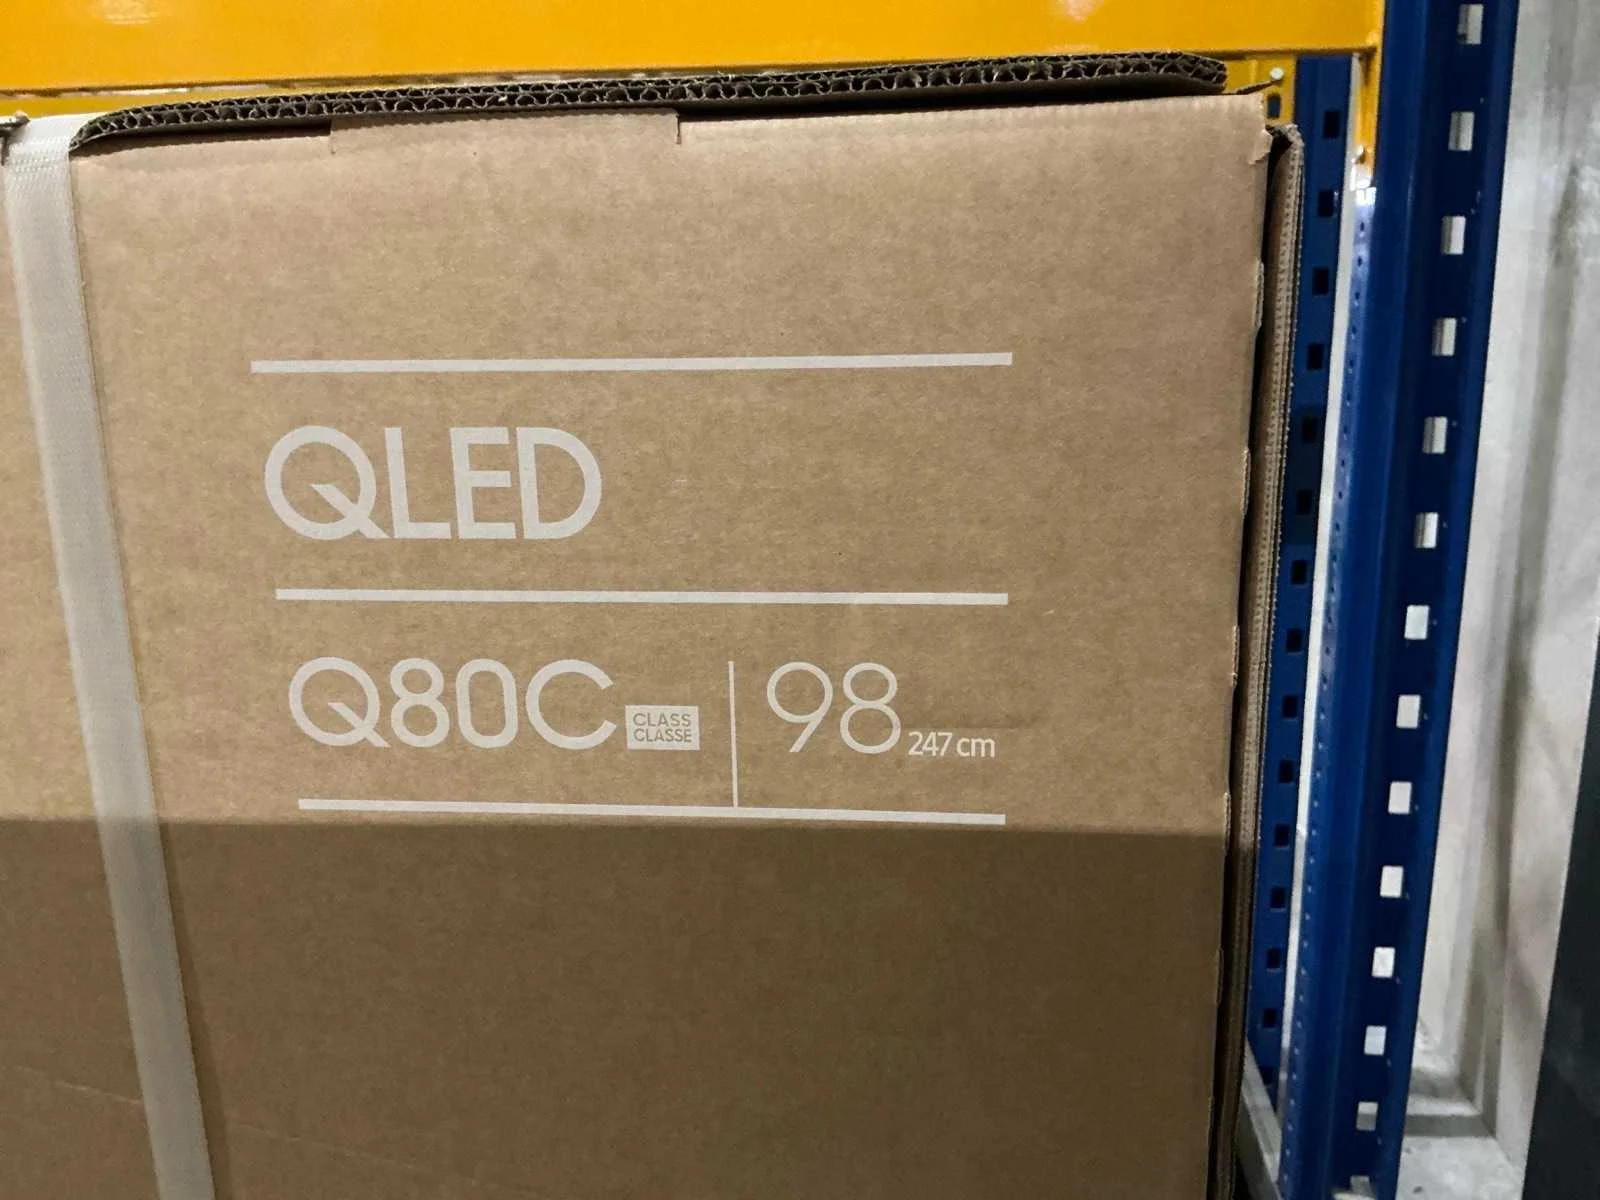 QLED
Q80C CLASS CLASSE 98 247 cm